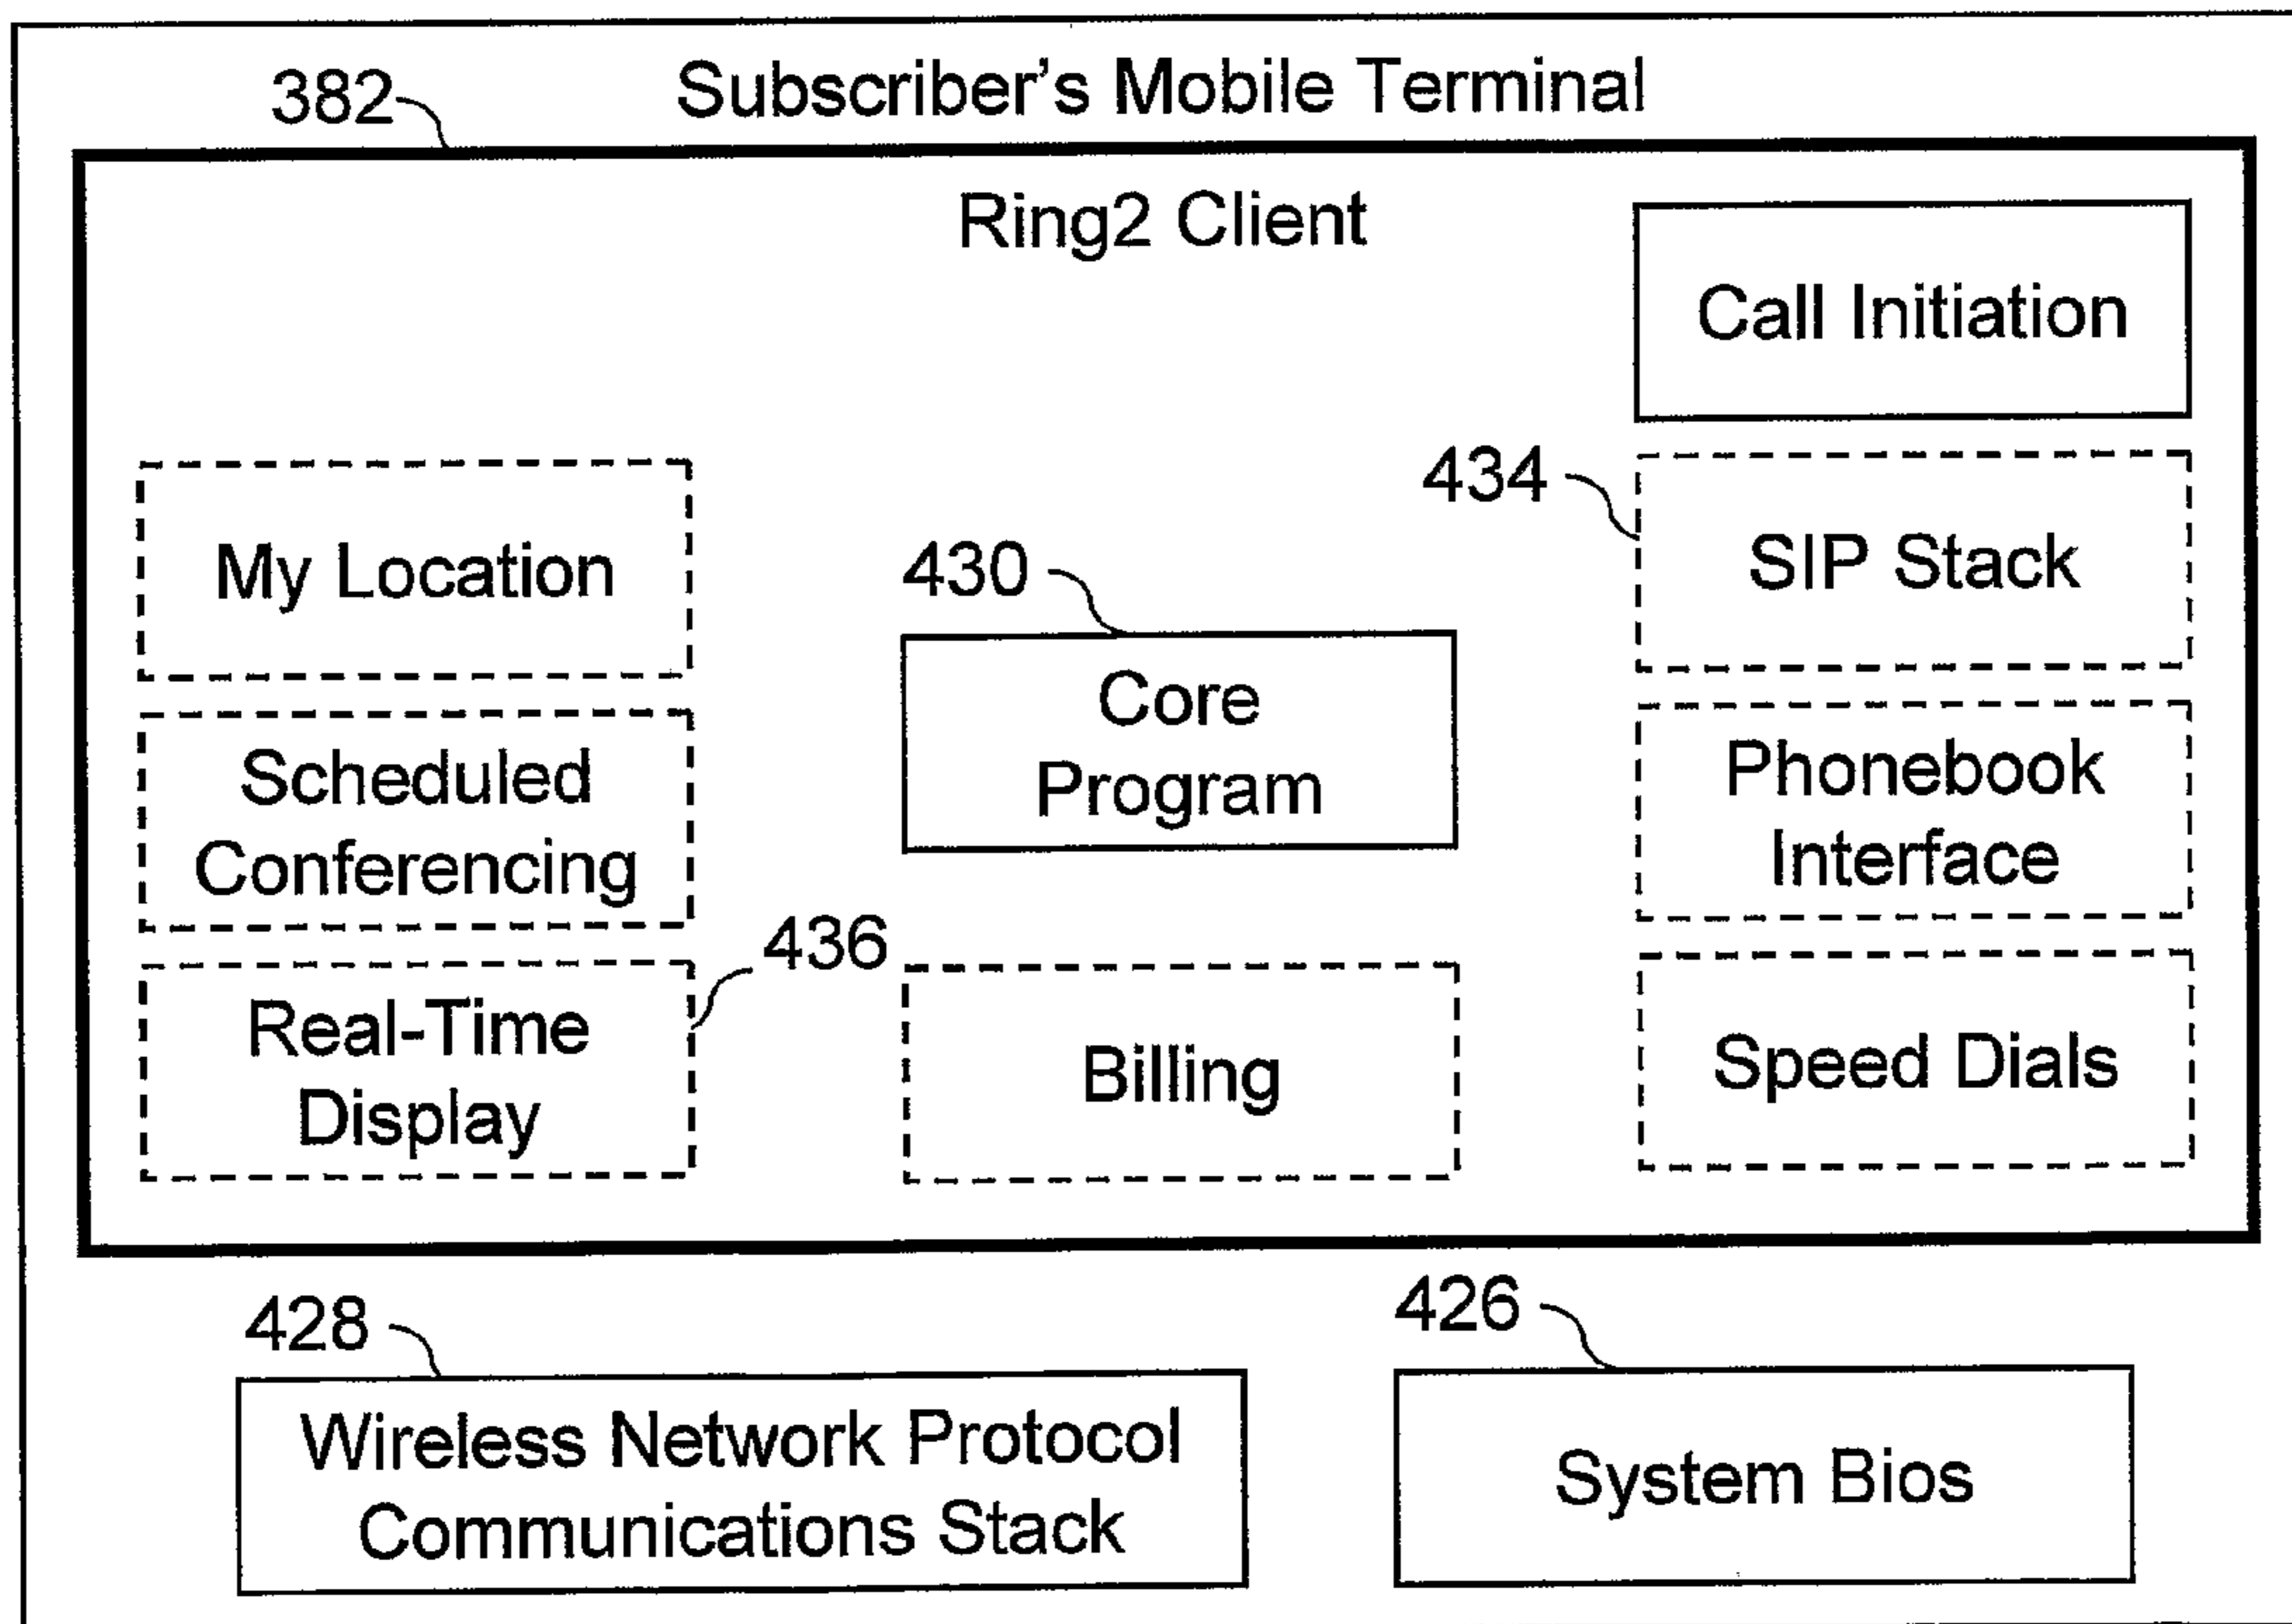 Subscriber's Mobile Terminal
382
Ring2 Client
Call Initiation
434
SIP Stack
My Location
430
Core
Program
Scheduled
Conferencing
Phonebook
Interface
436
Real-Time
Display
Billing
Speed Dials
428
Wireless Network Protocol
Communications Stack
426
System Bios